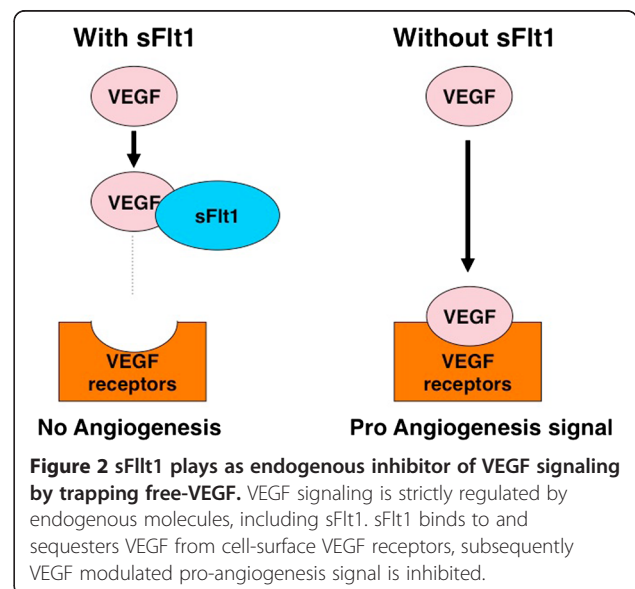 With sFlt1
Without sFlt1
VEGF
VEGF
VEGF
sFlt1
VEGF
VEGF
receptors
VEGF
receptors
No Angiogenesis
Pro Angiogenesis signal
Figure 2 sFllt1 plays as endogenous inhibitor of VEGF signaling
by trapping free-VEGF. VEGF signaling is strictly regulated by
endogenous molecules, including sFlt1. sFlt1 binds to and
sequesters VEGF from cell-surface VEGF receptors, subsequently
VEGF modulated pro-angiogenesis signal is inhibited.